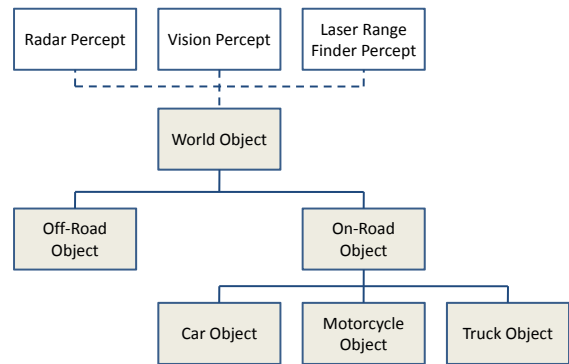 Radar Percept
Vision Percept
Laser Range
Finder Percept
World Object
Off-Road
Object
On-Road
Object
Car Object
Motorcycle
Object
Truck Object